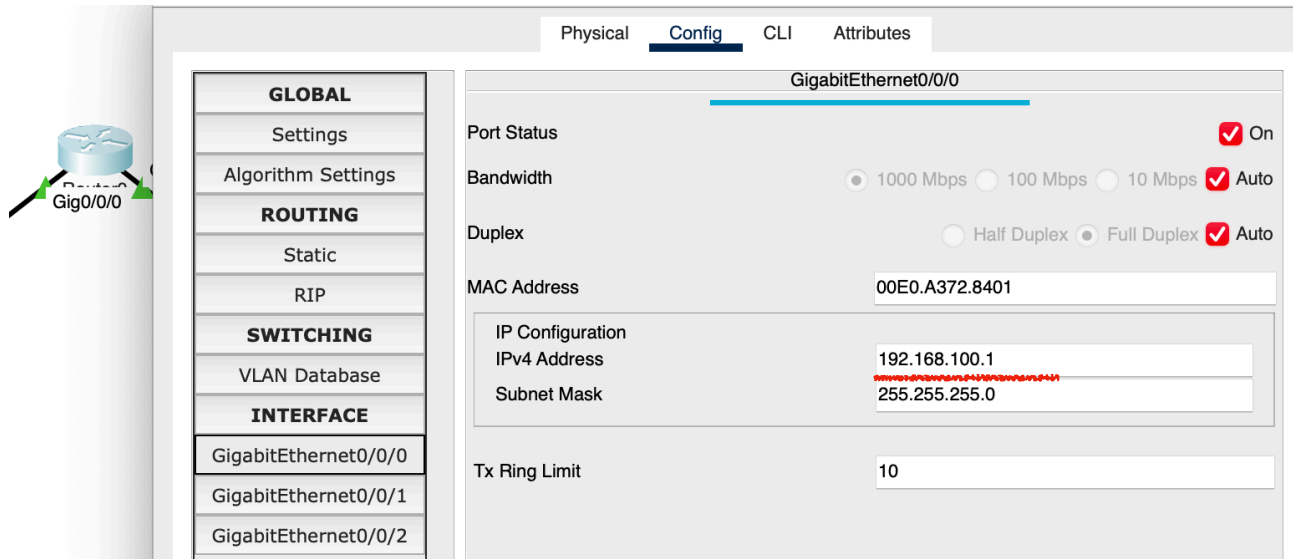 Physical Config CLI Attributes
GigabitEthernet0/0/0
GLOBAL
Settings
Algorithm Settings
ROUTING
Static
RIP
SWITCHING
VLAN Database
INTERFACE
GigabitEthernet0/0/0
GigabitEthernet0/0/1
GigabitEthernet0/0/2
Port Status On
Bandwidth 1000 Mbps 100 Mbps 10 Mbps Auto
Duplex Half Duplex Full Duplex Auto
MAC Address 00E0.A372.8401
IP Configuration
IPv4 Address 192.168.100.1
Subnet Mask 255.255.255.0
Tx Ring Limit 10
Gig0/0/0